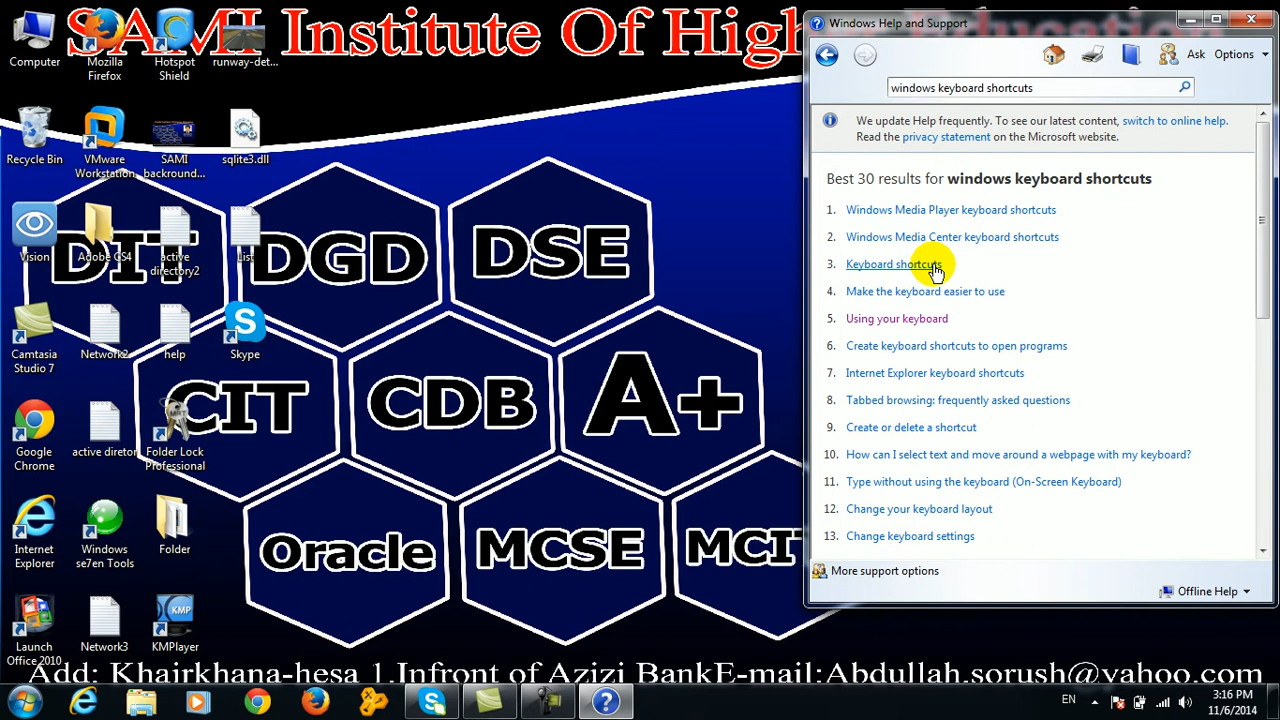 SAMI Institute Of High
Computer
Mozilla
Firefox
Hotspot
Shield
runway-det...
Recycle Bin
VMware
Workstation
SAMI
backround...
sqlite3.dll
Vision
Adobe CS4
active
directory2
List
Camtasia
Studio 7
Network2
help
Skype
Google
Chrome
active diretor
Folder Lock
Professional
Internet
Explorer
Windows
se7en Tools
Folder
Launch
Office 2010
Network3
KMPlayer
DIT
DGD
DSE
CIT
CDB
A+
Oracle
MCSE
Add: Khairkhana-hesa 1.Infront of Azizi BankE-mail:Abdullah.sorush@yahoo.com
Windows Help and Support
Ask
Options
windows keyboard shortcuts
We update Help frequently. To see our latest content, switch to online help.
Read the privacy statement on the Microsoft website.
Best 30 results for windows keyboard shortcuts
1. Windows Media Player keyboard shortcuts
2. Windows Media Center keyboard shortcuts
3. Keyboard shortcuts
4. Make the keyboard easier to use
5. Using your keyboard
6. Create keyboard shortcuts to open programs
7. Internet Explorer keyboard shortcuts
8. Tabbed browsing: frequently asked questions
9. Create or delete a shortcut
10. How can I select text and move around a webpage with my keyboard?
11. Type without using the keyboard (On-Screen Keyboard)
12. Change your keyboard layout
13. Change keyboard settings
More support options
Offline Help
EN
3:16 PM
11/6/2014